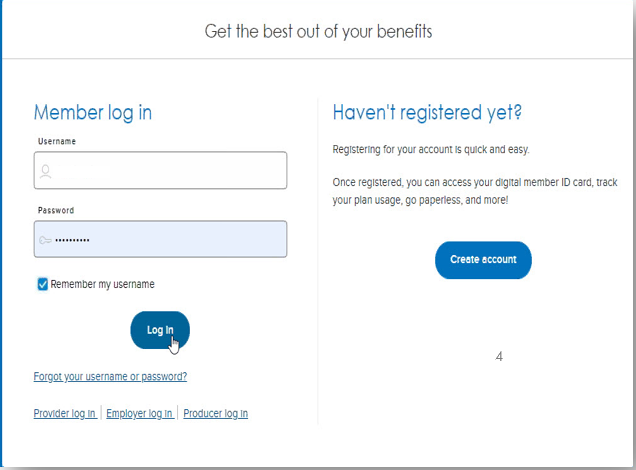 Get the best out of your benefits
Member log in
Username
Password
••••••••••
Remember my username
Log In
Forgot your username or password?
Provider log in | Employer log in | Producer log in
Haven't registered yet?
Registering for your account is quick and easy.
Once registered, you can access your digital member ID card, track
your plan usage, go paperless, and more!
Create account
4